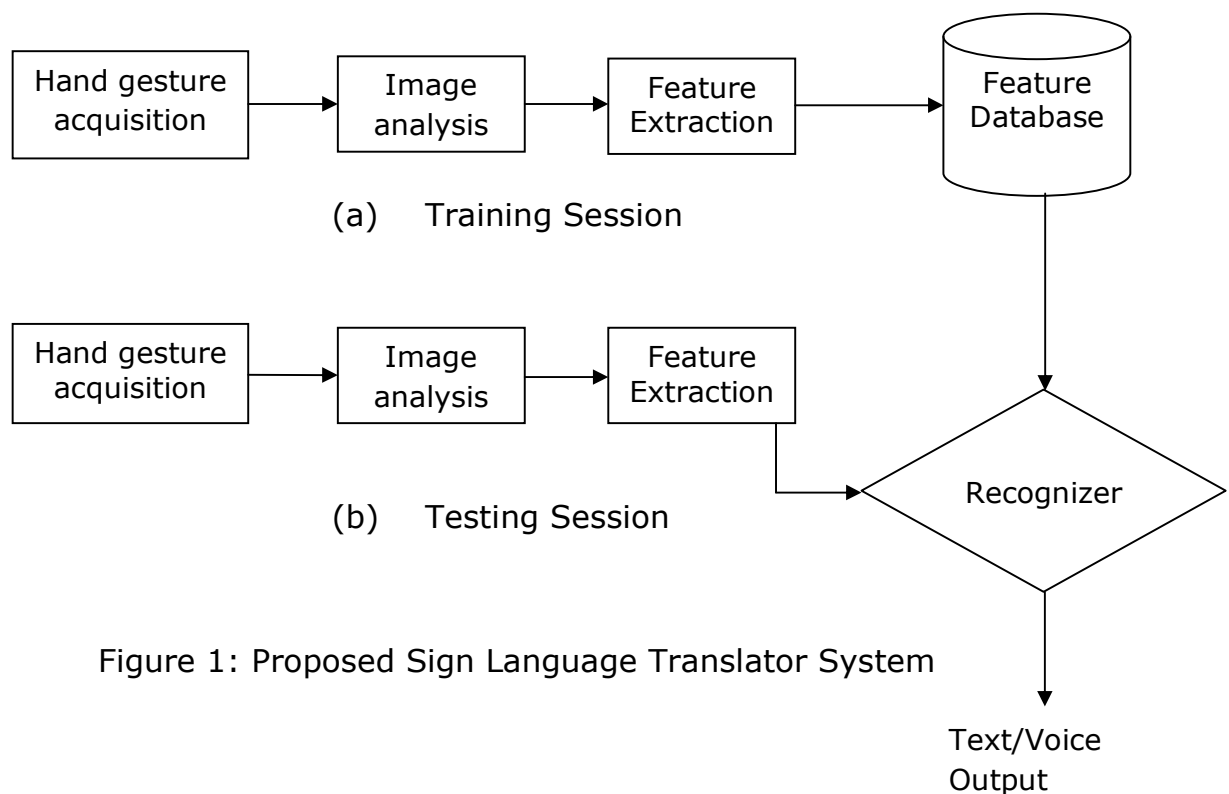 Hand gesture
acquisition
Image
analysis
Feature
Extraction
Feature
Database
(a) Training Session
Hand gesture
acquisition
Image
analysis
Feature
Extraction
Recognizer
(b) Testing Session
Figure 1: Proposed Sign Language Translator System
Text/Voice
Output